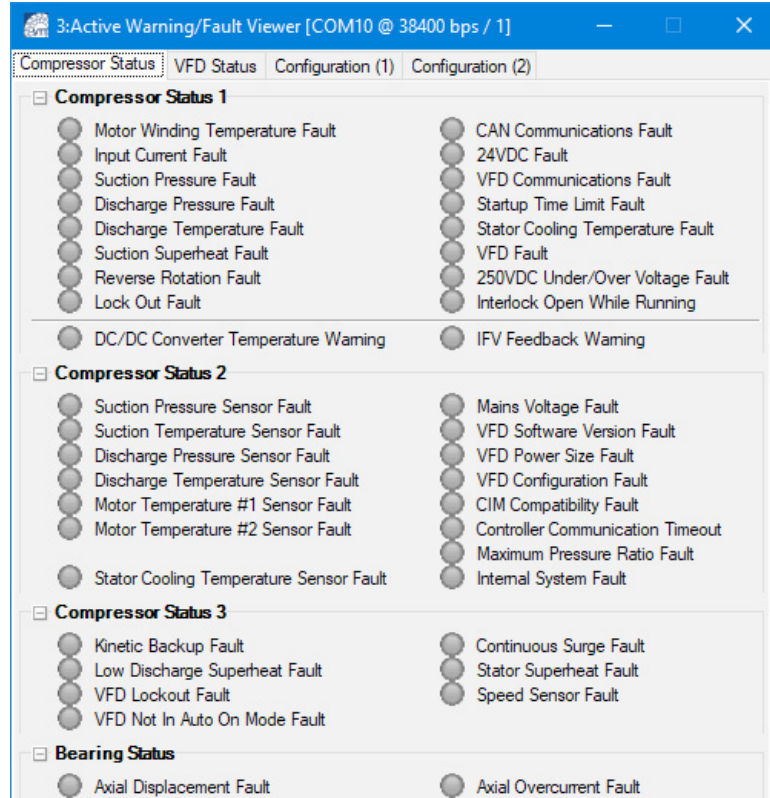 3:Active Warning/Fault Viewer [COM10 @ 38400 bps / 1]
Compressor Status VFD Status Configuration (1) Configuration (2)
Compressor Status 1
Motor Winding Temperature Fault CAN Communications Fault
Input Current Fault 24VDC Fault
Suction Pressure Fault VFD Communications Fault
Discharge Pressure Fault Startup Time Limit Fault
Discharge Temperature Fault Stator Cooling Temperature Fault
Suction Superheat Fault VFD Fault
Reverse Rotation Fault 250VDC Under/Over Voltage Fault
Lock Out Fault Interlock Open While Running
DC/DC Converter Temperature Warning IFV Feedback Warning
Compressor Status 2
Suction Pressure Sensor Fault Mains Voltage Fault
Suction Temperature Sensor Fault VFD Software Version Fault
Discharge Pressure Sensor Fault VFD Power Size Fault
Discharge Temperature Sensor Fault VFD Configuration Fault
Motor Temperature #1 Sensor Fault CIM Compatibility Fault
Motor Temperature #2 Sensor Fault Controller Communication Timeout
Maximum Pressure Ratio Fault
Stator Cooling Temperature Sensor Fault Internal System Fault
Compressor Status 3
Kinetic Backup Fault Continuous Surge Fault
Low Discharge Superheat Fault Stator Superheat Fault
VFD Lockout Fault Speed Sensor Fault
VFD Not In Auto On Mode Fault
Bearing Status
Axial Displacement Fault Axial Overcurrent Fault